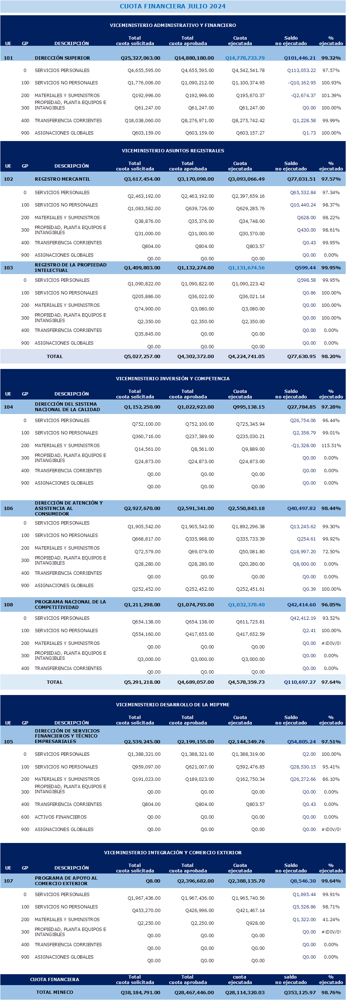 CUOTA FINANCIERA JULIO 2024
VICEMINISTERIO ADMINISTRATIVO Y FINANCIERO
UE GP DESCRIPCIÓN Total cuota solicitada Total cuota aprobada Cuota ejecutada Saldo no ejecutado % ejecutado
101 DIRECCIÓN SUPERIOR Q25,327,063.00 Q14,880,180.00 Q14,778,733.79 Q101,446.21 99.32%
0 SERVICIOS PERSONALES Q4,655,595.00 Q4,655,595.00 Q4,542,541.78 Q113,053.22 97.57%
100 SERVICIOS NO PERSONALES Q1,776,006.00 Q1,090,212.00 Q1,100,374.95 -Q10,162.95 100.93%
200 MATERIALES Y SUMINISTROS Q192,996.00 Q192,996.00 Q195,670.37 -Q2,674.37 101.39%
300 PROPIEDAD, PLANTA EQUIPOS E INTANGIBLES Q61,247.00 Q61,247.00 Q61,247.00 Q0.00 100.00%
400 TRANSFERENCIA CORRIENTES Q18,038,060.00 Q8,276,971.00 Q8,275,742.42 Q1,228.58 99.99%
900 ASIGNACIONES GLOBALES Q603,159.00 Q603,159.00 Q603,157.27 Q1.73 100.00%
VICEMINISTERIO ASUNTOS REGISTRALES
UE GP DESCRIPCIÓN Total cuota solicitada Total cuota aprobada Cuota ejecutada Saldo no ejecutado % ejecutado
102 REGISTRO MERCANTIL Q3,617,454.00 Q3,170,098.00 Q3,093,066.49 Q77,031.51 97.57%
0 SERVICIOS PERSONALES Q2,463,192.00 Q2,463,192.00 Q2,397,659.16 Q65,532.84 97.34%
100 SERVICIOS NO PERSONALES Q1,083,582.00 Q639,726.00 Q629,285.76 Q10,440.24 98.37%
200 MATERIALES Y SUMINISTROS Q38,876.00 Q35,376.00 Q34,748.00 Q628.00 98.22%
300 PROPIEDAD, PLANTA EQUIPOS E INTANGIBLES Q31,000.00 Q31,000.00 Q30,570.00 Q430.00 98.61%
400 TRANSFERENCIA CORRIENTES Q804.00 Q804.00 Q803.57 Q0.43 99.95%
900 ASIGNACIONES GLOBALES Q0.00 Q0.00 Q0.00 Q0.00 0.00%
103 REGISTRO DE LA PROPIEDAD INTELECTUAL Q1,409,803.00 Q1,132,274.00 Q1,131,674.56 Q599.44 99.95%
0 SERVICIOS PERSONALES Q1,090,822.00 Q1,090,822.00 Q1,090,223.42 Q598.58 99.95%
100 SERVICIOS NO PERSONALES Q205,886.00 Q36,022.00 Q36,021.14 Q0.86 100.00%
200 MATERIALES Y SUMINISTROS Q74,900.00 Q3,080.00 Q3,080.00 Q0.00 100.00%
300 PROPIEDAD, PLANTA EQUIPOS E INTANGIBLES Q2,350.00 Q2,350.00 Q2,350.00 Q0.00 100.00%
400 TRANSFERENCIA CORRIENTES Q35,845.00 Q0.00 Q0.00 Q0.00 0.00%
900 ASIGNACIONES GLOBALES Q0.00 Q0.00 Q0.00 Q0.00 0.00%
TOTAL Q5,027,257.00 Q4,302,372.00 Q4,224,741.05 Q77,630.95 98.20%
VICEMINISTERIO INVERSIÓN Y COMPETENCIA
UE GP DESCRIPCIÓN Total cuota solicitada Total cuota aprobada Cuota ejecutada Saldo no ejecutado % ejecutado
104 DIRECCIÓN DEL SISTEMA NACIONAL DE LA CALIDAD Q1,152,250.00 Q1,022,923.00 Q995,138.15 Q27,784.85 97.28%
0 SERVICIOS PERSONALES Q752,100.00 Q752,100.00 Q725,345.94 Q26,754.06 96.44%
100 SERVICIOS NO PERSONALES Q360,716.00 Q237,389.00 Q235,030.21 Q2,358.79 99.01%
200 MATERIALES Y SUMINISTROS Q14,561.00 Q8,561.00 Q9,889.00 -Q1,328.00 115.51%
300 PROPIEDAD, PLANTA EQUIPOS E INTANGIBLES Q24,873.00 Q24,873.00 Q24,873.00 Q0.00 0.00%
400 TRANSFERENCIA CORRIENTES Q0.00 Q0.00 Q0.00 Q0.00 0.00%
900 ASIGNACIONES GLOBALES Q0.00 Q0.00 Q0.00 Q0.00 0.00%
106 DIRECCIÓN DE ATENCIÓN Y ASISTENCIA AL CONSUMIDOR Q2,927,670.00 Q2,591,341.00 Q2,550,843.18 Q40,497.82 98.44%
0 SERVICIOS PERSONALES Q1,905,542.00 Q1,905,542.00 Q1,892,296.38 Q13,245.62 99.30%
100 SERVICIOS NO PERSONALES Q668,817.00 Q335,988.00 Q335,733.39 Q254.61 99.92%
200 MATERIALES Y SUMINISTROS Q72,579.00 Q69,079.00 Q50,081.80 Q18,997.20 72.50%
300 PROPIEDAD, PLANTA EQUIPOS E INTANGIBLES Q28,280.00 Q28,280.00 Q20,280.00 Q8,000.00 0.00%
400 TRANSFERENCIA CORRIENTES Q0.00 Q0.00 Q0.00 Q0.00 0.00%
900 ASIGNACIONES GLOBALES Q252,452.00 Q252,452.00 Q252,451.61 Q0.39 100.00%
108 PROGRAMA NACIONAL DE LA COMPETITIVIDAD Q1,211,298.00 Q1,074,793.00 Q1,032,378.40 Q42,414.60 96.05%
0 SERVICIOS PERSONALES Q654,138.00 Q654,138.00 Q611,725.81 Q42,412.19 93.52%
100 SERVICIOS NO PERSONALES Q554,160.00 Q417,655.00 Q417,652.59 Q2.41 100.00%
200 MATERIALES Y SUMINISTROS Q0.00 Q0.00 Q0.00 Q0.00 #¡DIV/0!
300 PROPIEDAD, PLANTA EQUIPOS E INTANGIBLES Q3,000.00 Q3,000.00 Q3,000.00 Q0.00 0.00%
400 TRANSFERENCIA CORRIENTES Q0.00 Q0.00 Q0.00 Q0.00 0.00%
TOTAL Q5,291,218.00 Q4,689,057.00 Q4,578,359.73 Q110,697.27 97.64%
VICEMINISTERIO DESARROLLO DE LA MIPYME
UE GP DESCRIPCIÓN Total cuota solicitada Total cuota aprobada Cuota ejecutada Saldo no ejecutado % ejecutado
105 DIRECCIÓN DE SERVICIOS FINANCIEROS Y TÉCNICO EMPRESARIALES Q2,539,245.00 Q2,199,155.00 Q2,144,349.76 Q54,805.24 97.51%
0 SERVICIOS PERSONALES Q1,388,321.00 Q1,388,321.00 Q1,388,319.00 Q2.00 100.00%
100 SERVICIOS NO PERSONALES Q959,097.00 Q621,007.00 Q592,476.85 Q28,530.15 95.41%
200 MATERIALES Y SUMINISTROS Q191,023.00 Q189,023.00 Q162,750.34 Q26,272.66 86.10%
300 PROPIEDAD, PLANTA EQUIPOS E INTANGIBLES Q0.00 Q0.00 Q0.00 Q0.00 0.00%
400 TRANSFERENCIA CORRIENTES Q804.00 Q804.00 Q803.57 Q0.43 0.00%
600 ACTIVOS FINANCIEROS Q0.00 Q0.00 Q0.00 Q0.00 0.00%
900 ASIGNACIONES GLOBALES Q0.00 Q0.00 Q0.00 Q0.00 #¡DIV/0!
VICEMINISTERIO INTEGRACIÓN Y COMERCIO EXTERIOR
UE GP DESCRIPCIÓN Total cuota solicitada Total cuota aprobada Cuota ejecutada Saldo no ejecutado % ejecutado
107 PROGRAMA DE APOYO AL COMERCIO EXTERIOR Q8.00 Q2,396,682.00 Q2,388,135.70 Q8,546.30 99.64%
0 SERVICIOS PERSONALES Q1,967,436.00 Q1,967,436.00 Q1,965,740.56 Q1,695.44 99.91%
100 SERVICIOS NO PERSONALES Q453,270.00 Q426,996.00 Q421,467.14 Q5,528.86 98.71%
200 MATERIALES Y SUMINISTROS Q2,250.00 Q2,250.00 Q928.00 Q1,322.00 41.24%
300 PROPIEDAD, PLANTA EQUIPOS E INTANGIBLES Q0.00 Q0.00 Q0.00 Q0.00 #¡DIV/0!
400 TRANSFERENCIA CORRIENTES Q0.00 Q0.00 Q0.00 Q0.00 0.00%
900 ASIGNACIONES GLOBALES Q0.00 Q0.00 Q0.00 Q0.00 0.00%
CUOTA FINANCIERA Total cuota solicitada Total cuota aprobada cuota ejecutada saldo no ejecutado % ejecutado
TOTAL MINECO Q38,184,791.00 Q28,467,446.00 Q28,114,320.03 Q353,125.97 98.76%